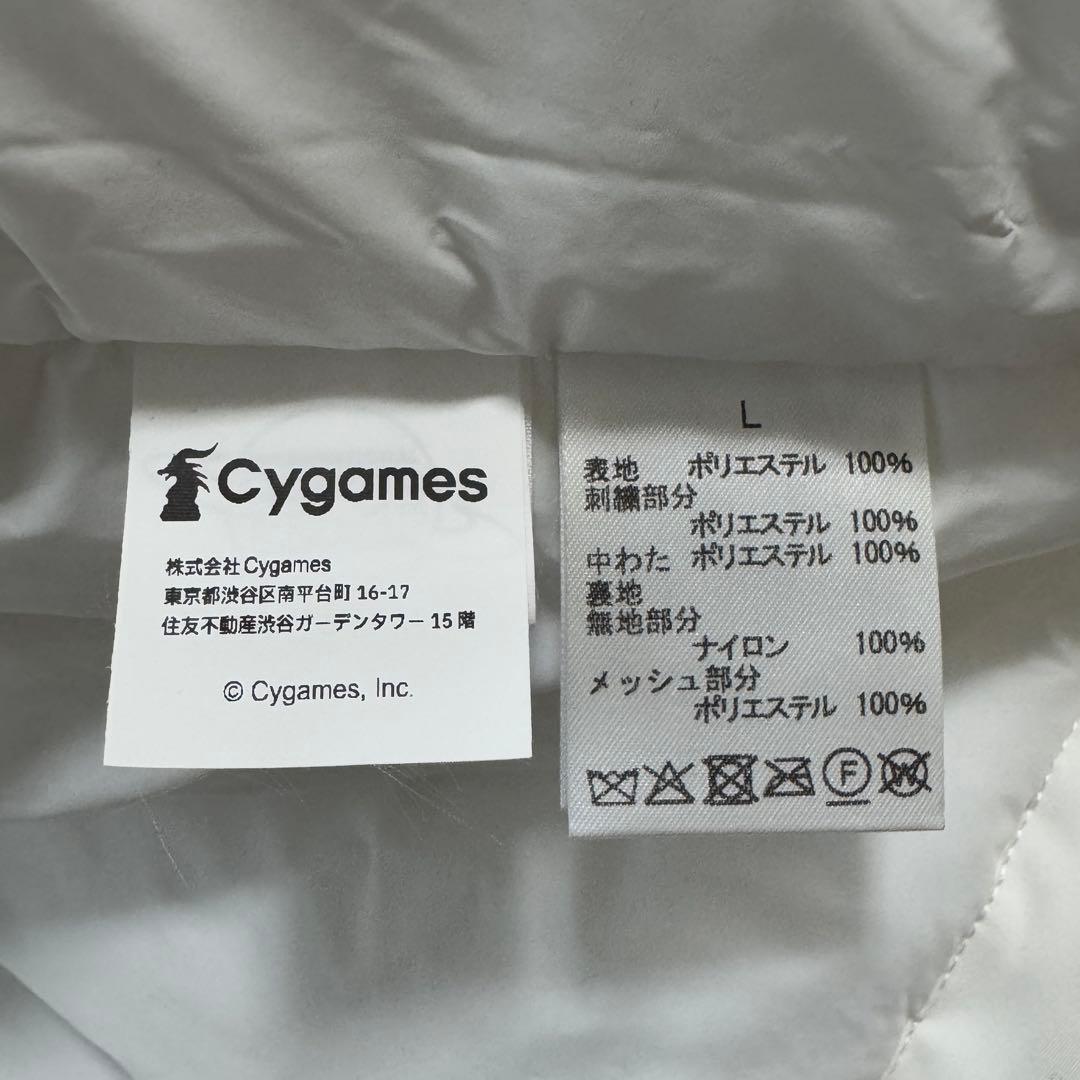 Cygames
株式会社Cygames
東京都渋谷区南平台町16-17
住友不動産渋谷ガーデンタワー15階
© Cygames, Inc.
L
表地 ポリエステル 100%
刺繍部分
ポリエステル 100%
中わた ポリエステル 100%
裏地
無地部分
ナイロン 100%
メッシュ部分
ポリエステル 100%
F W